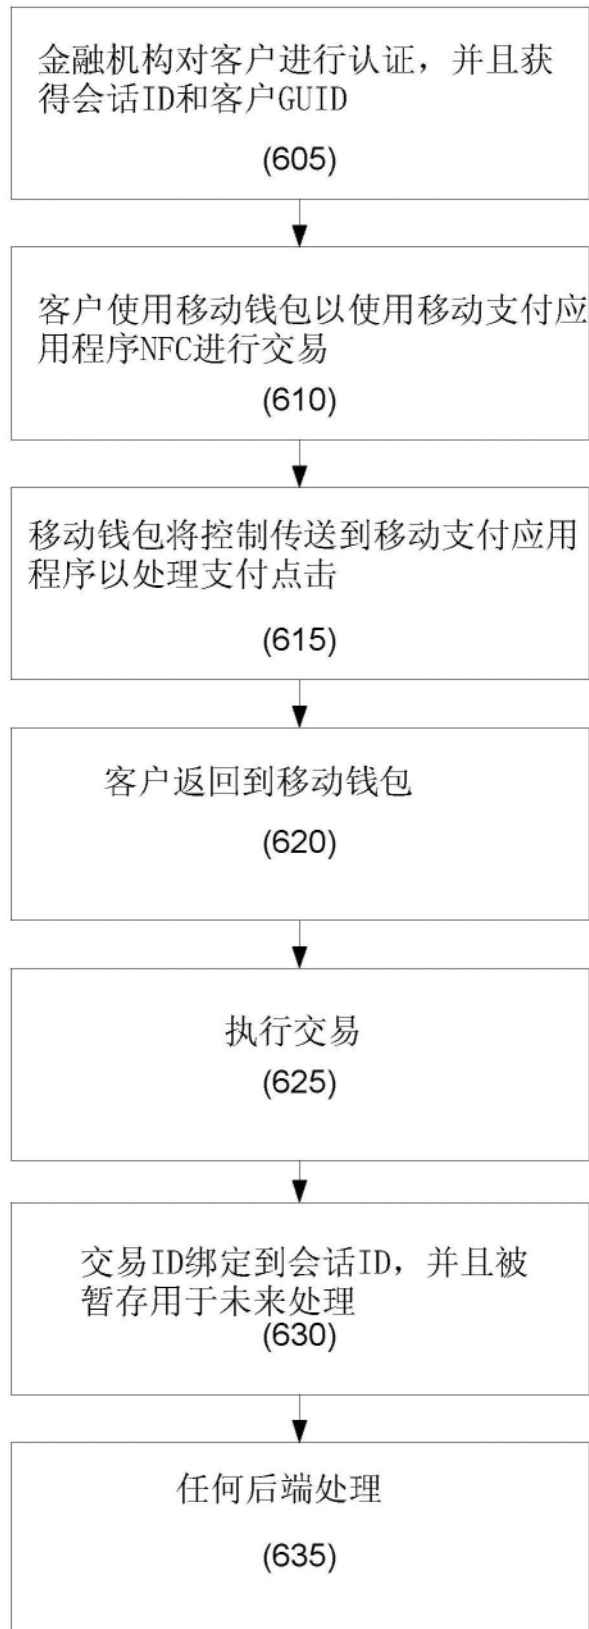 金融机构对客户进行认证，并且获
得会话ID和客户GUID
(605)
客户使用移动钱包以使用移动支付应
用程序NFC进行交易
(610)
移动钱包将控制传送到移动支付应用
程序以处理支付点击
(615)
客户返回到移动钱包
(620)
执行交易
(625)
交易ID绑定到会话ID，并且被
暂存用于未来处理
(630)
任何后端处理
(635)